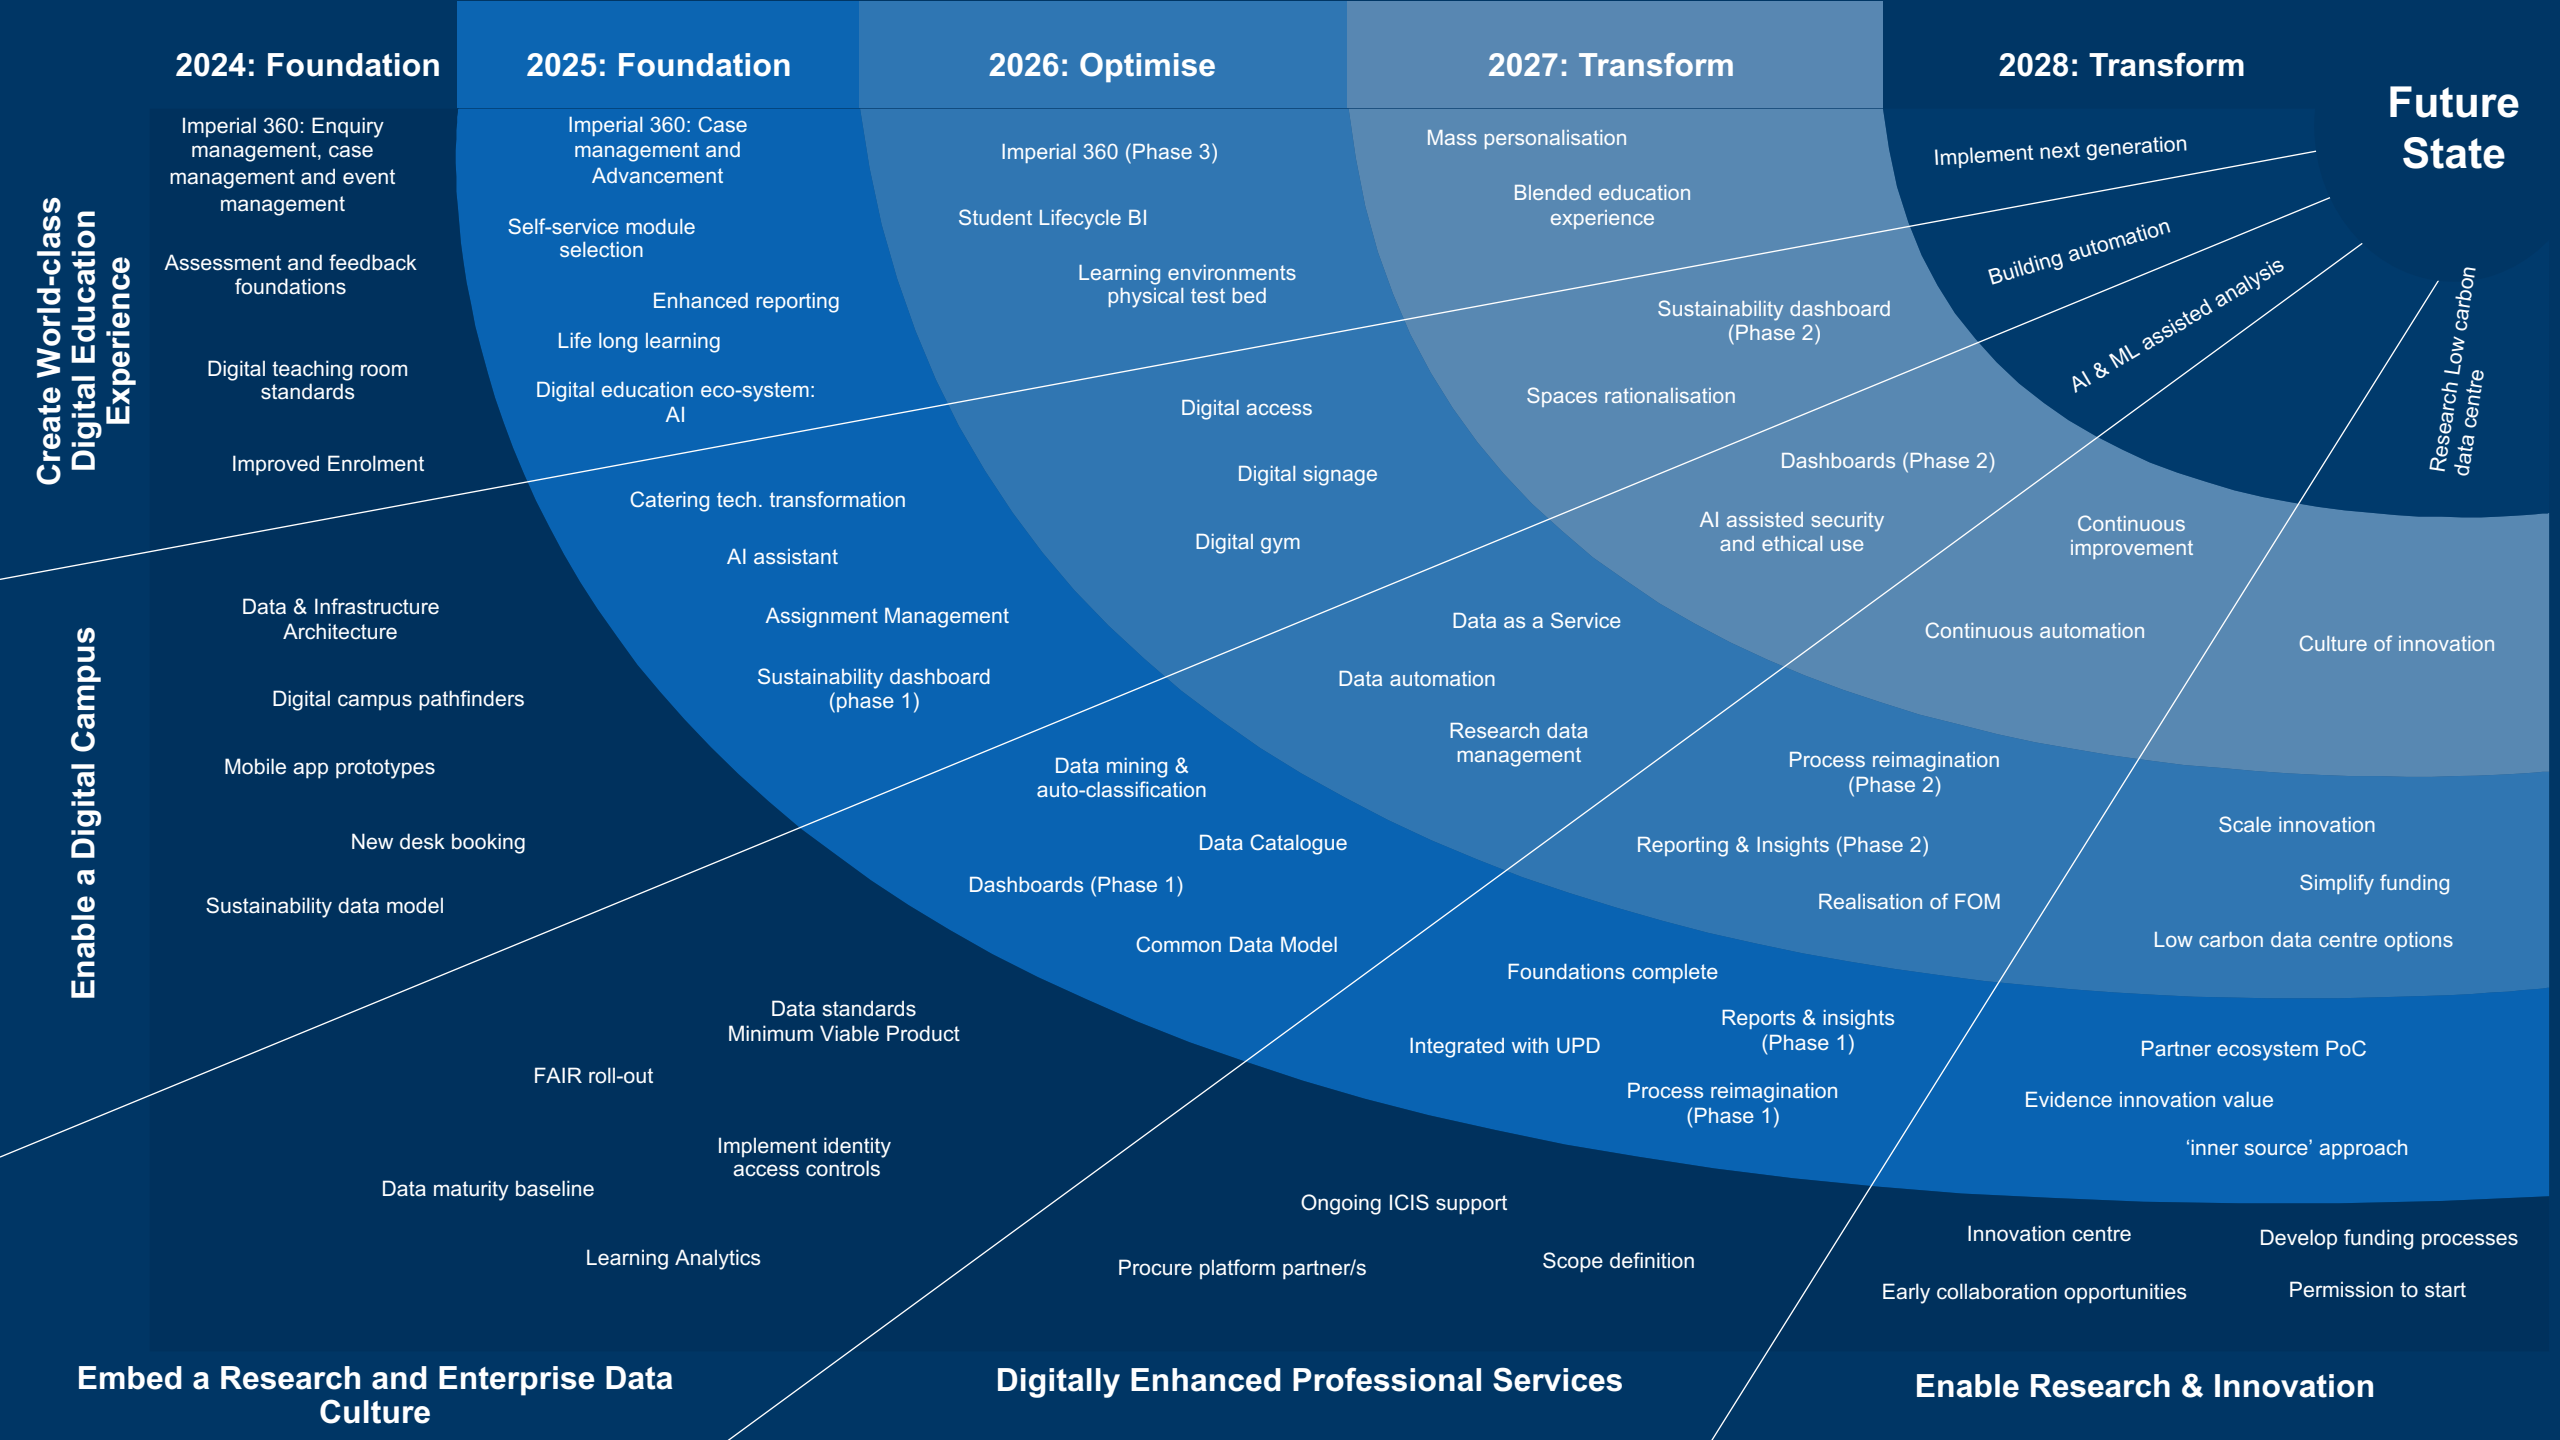 2024: Foundation
2025: Foundation
2026: Optimise
2027: Transform
2028: Transform
Future
State
Create World-class
Digital Education
Experience
Imperial 360: Enquiry
management, case
management and event
management
Assessment and feedback
foundations
Digital teaching room
standards
Improved Enrolment
Imperial 360: Case
management and
Advancement
Self-service module
selection
Enhanced reporting
Life long learning
Digital education eco-system:
AI
Imperial 360 (Phase 3)
Student Lifecycle BI
Learning environments
physical test bed
Mass personalisation
Blended education
experience
Implement next generation
Enable a Digital Campus
Data & Infrastructure
Architecture
Digital campus pathfinders
Mobile app prototypes
New desk booking
Sustainability data model
Catering tech. transformation
AI assistant
Assignment Management
Sustainability dashboard
(phase 1)
Digital access
Digital signage
Digital gym
Sustainability dashboard
(Phase 2)
Spaces rationalisation
Building automation
Embed a Research and Enterprise Data
Culture
Data standards
Minimum Viable Product
FAIR roll-out
Implement identity
access controls
Data maturity baseline
Learning Analytics
Data mining &
auto-classification
Data Catalogue
Dashboards (Phase 1)
Common Data Model
Data as a Service
Data automation
Research data
management
Dashboards (Phase 2)
AI assisted security
and ethical use
AI & ML assisted analysis
Digitally Enhanced Professional Services
Ongoing ICIS support
Procure platform partner/s
Scope definition
Foundations complete
Integrated with UPD
Reports & insights
(Phase 1)
Process reimagination
(Phase 1)
Process reimagination
(Phase 2)
Reporting & Insights (Phase 2)
Realisation of FOM
Continuous
improvement
Continuous automation
Enable Research & Innovation
Innovation centre
Develop funding processes
Early collaboration opportunities
Permission to start
Partner ecosystem PoC
Evidence innovation value
‘inner source’ approach
Scale innovation
Simplify funding
Low carbon data centre options
Culture of innovation
Research Low carbon
data centre